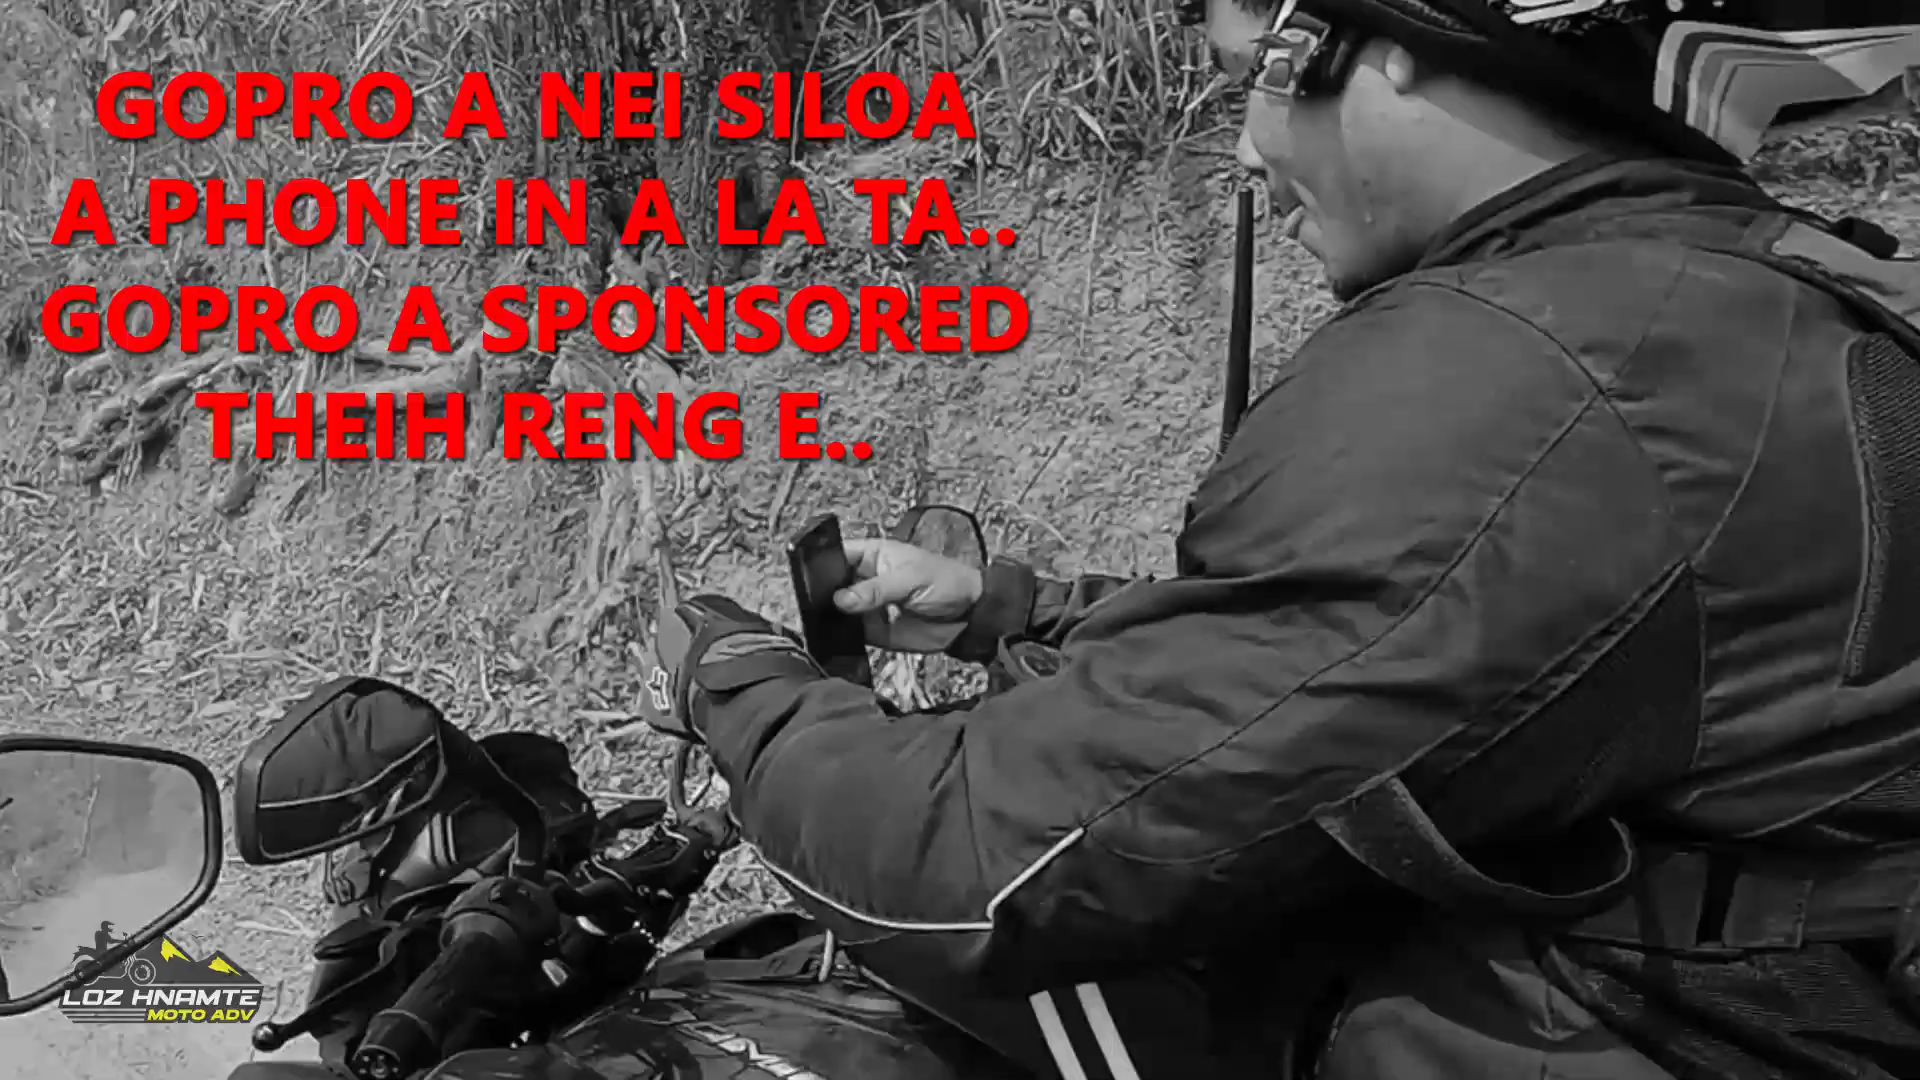 GOPRO A NEI SILOA
A PHONE IN A LA TA..
GOPRO A SPONSORED
THEIH RENG E..
LOZ HNAMTE
MOTO ADV